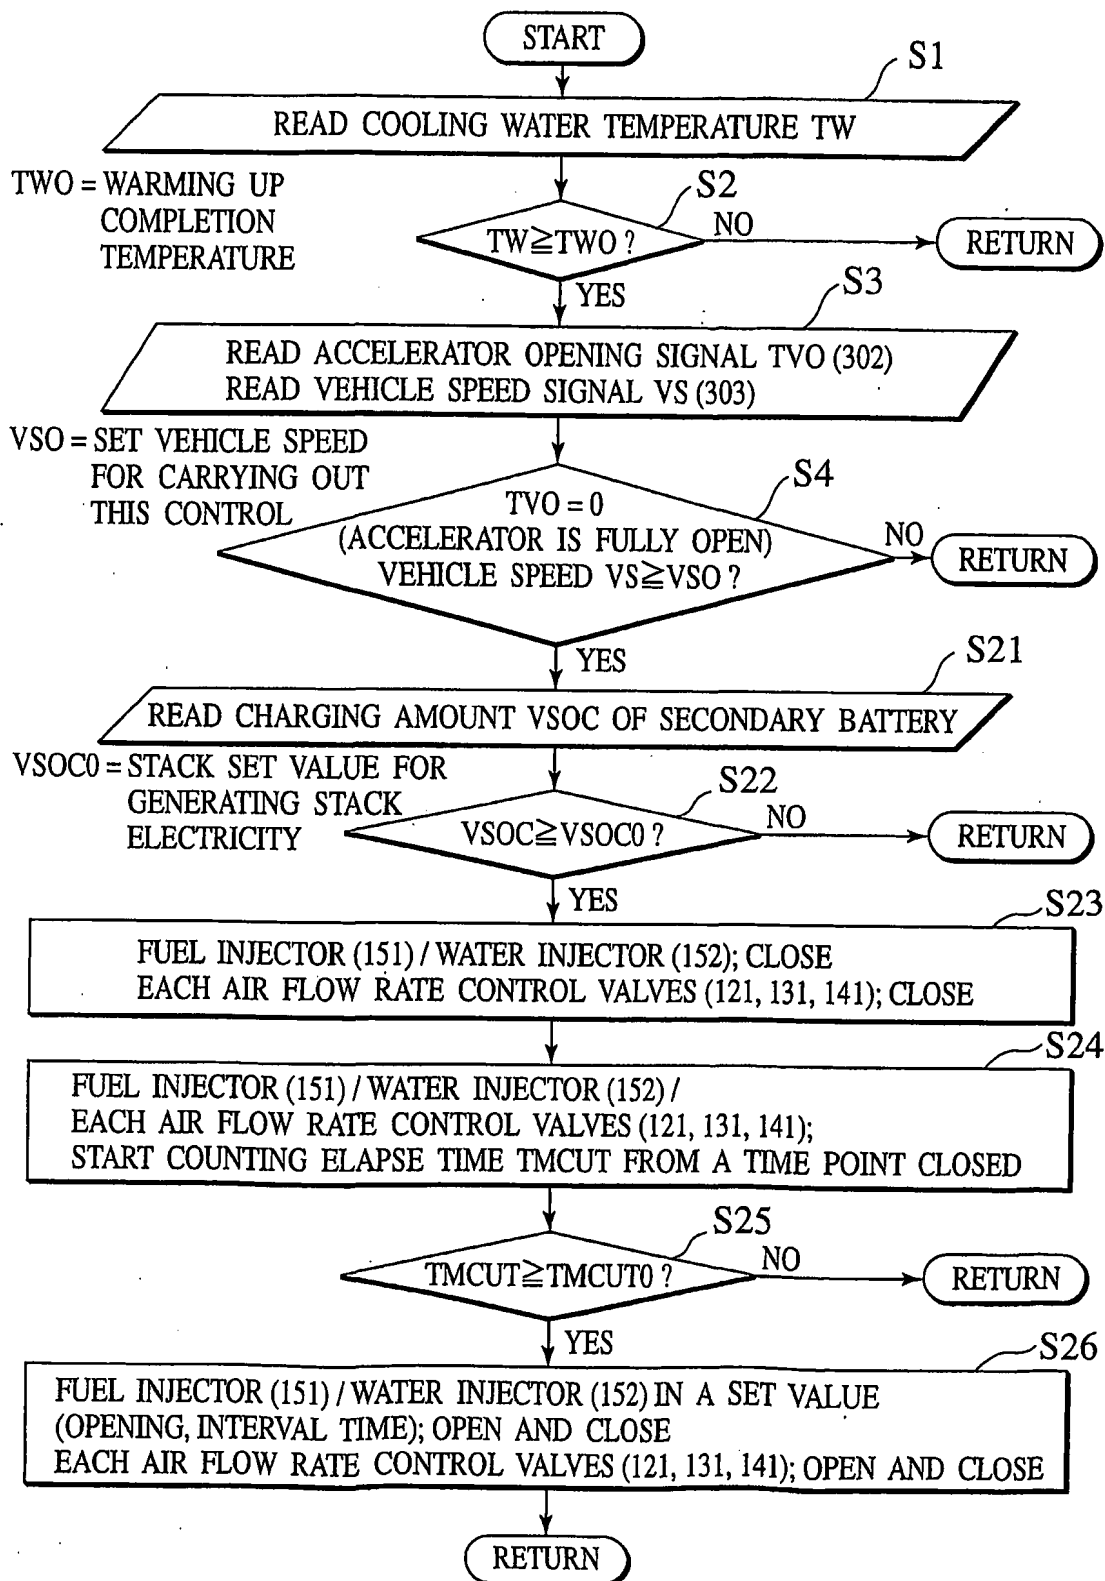 START
S1
READ COOLING WATER TEMPERATURE TW
TWO = WARMING UP
COMPLETION
TEMPERATURE
S2
TW≧TWO ?
NO
RETURN
YES
S3
READ ACCELERATOR OPENING SIGNAL TVO (302)
READ VEHICLE SPEED SIGNAL VS (303)
VSO = SET VEHICLE SPEED
FOR CARRYING OUT
THIS CONTROL
S4
TVO = 0
(ACCELERATOR IS FULLY OPEN)
VEHICLE SPEED VS≧VSO ?
NO
RETURN
YES
S21
READ CHARGING AMOUNT VSOC OF SECONDARY BATTERY
VSOC0 = STACK SET VALUE FOR
GENERATING STACK
ELECTRICITY
S22
VSOC≧VSOC0 ?
NO
RETURN
YES
S23
FUEL INJECTOR (151) / WATER INJECTOR (152); CLOSE
EACH AIR FLOW RATE CONTROL VALVES (121, 131, 141); CLOSE
S24
FUEL INJECTOR (151) / WATER INJECTOR (152) /
EACH AIR FLOW RATE CONTROL VALVES (121, 131, 141);
START COUNTING ELAPSE TIME TMCUT FROM A TIME POINT CLOSED
S25
TMCUT≧TMCUT0 ?
NO
RETURN
YES
S26
FUEL INJECTOR (151) / WATER INJECTOR (152) IN A SET VALUE
(OPENING, INTERVAL TIME); OPEN AND CLOSE
EACH AIR FLOW RATE CONTROL VALVES (121, 131, 141); OPEN AND CLOSE
RETURN